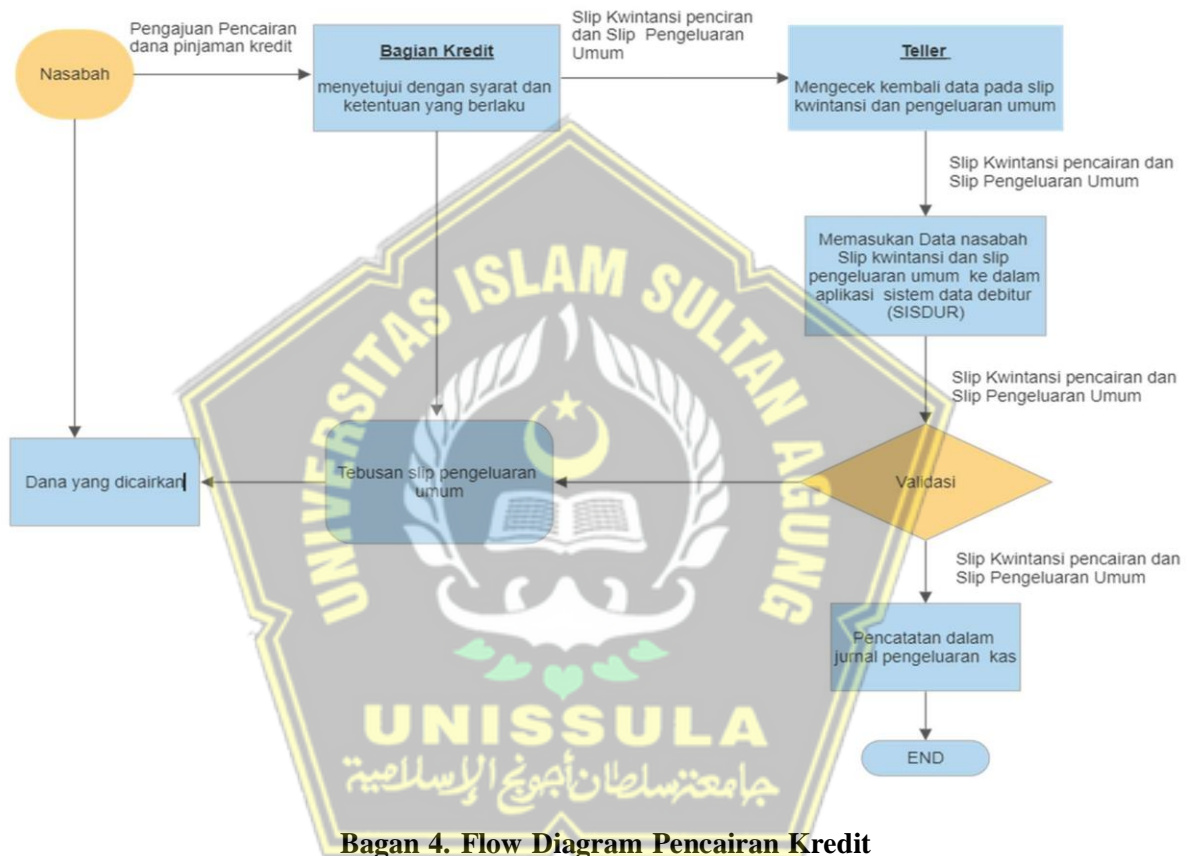 Nasabah
Pengajuan Pencairan
dana pinjaman kredit
Bagian Kredit
menyetujui dengan syarat dan
ketentuan yang berlaku
Slip Kwintansi penciran
dan Slip Pengeluaran
Umum
Teller
Mengecek kembali data pada slip
kwintansi dan pengeluaran umum
Slip Kwintansi pencairan dan
Slip Pengeluaran Umum
Memasukan Data nasabah
Slip kwintansi dan slip
pengeluaran umum ke dalam
aplikasi sistem data debitur
(SISDUR)
Slip Kwintansi pencairan dan
Slip Pengeluaran Umum
Validasi
Tebusan slip pengeluaran
umum
Dana yang dicairkan
Slip Kwintansi pencairan dan
Slip Pengeluaran Umum
Pencatatan dalam
jurnal pengeluaran kas
END
UNIVERSITAS ISLAM SULTAN AGUNG
UNISSULA
جامعتسلطان أجونج الإسلامية
Bagan 4. Flow Diagram Pencairan Kredit